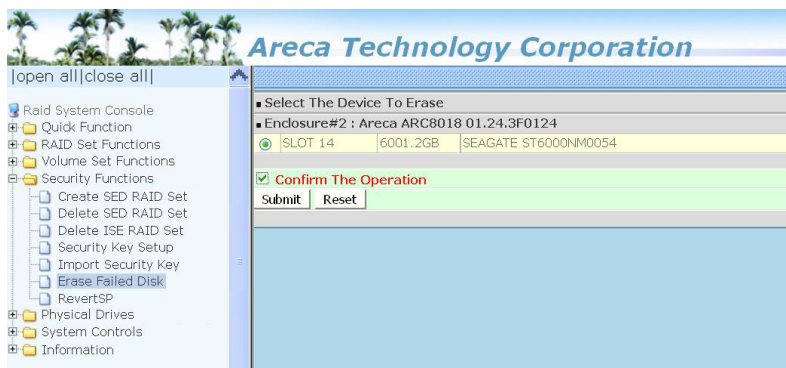 Areca Technology Corporation
|open all|close all|
Raid System Console
Quick Function
RAID Set Functions
Volume Set Functions
Security Functions
Create SED RAID Set
Delete SED RAID Set
Delete ISE RAID Set
Security Key Setup
Import Security Key
Erase Failed Disk
RevertSP
Physical Drives
System Controls
Information
Select The Device To Erase
Enclosure#2 : Areca ARC8018 01.24.3F0124
SLOT 14 6001.2GB SEAGATE ST6000NM0054
Confirm The Operation
Submit Reset